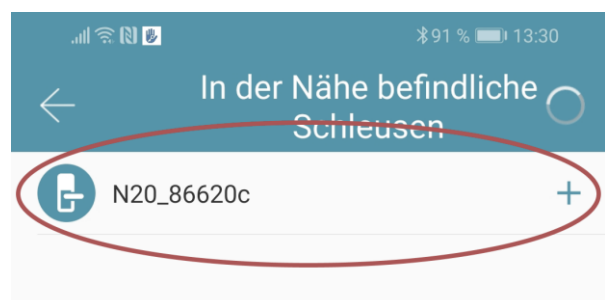 91 % 13:30
In der Nähe befindliche
Schleusen
N20_86620c